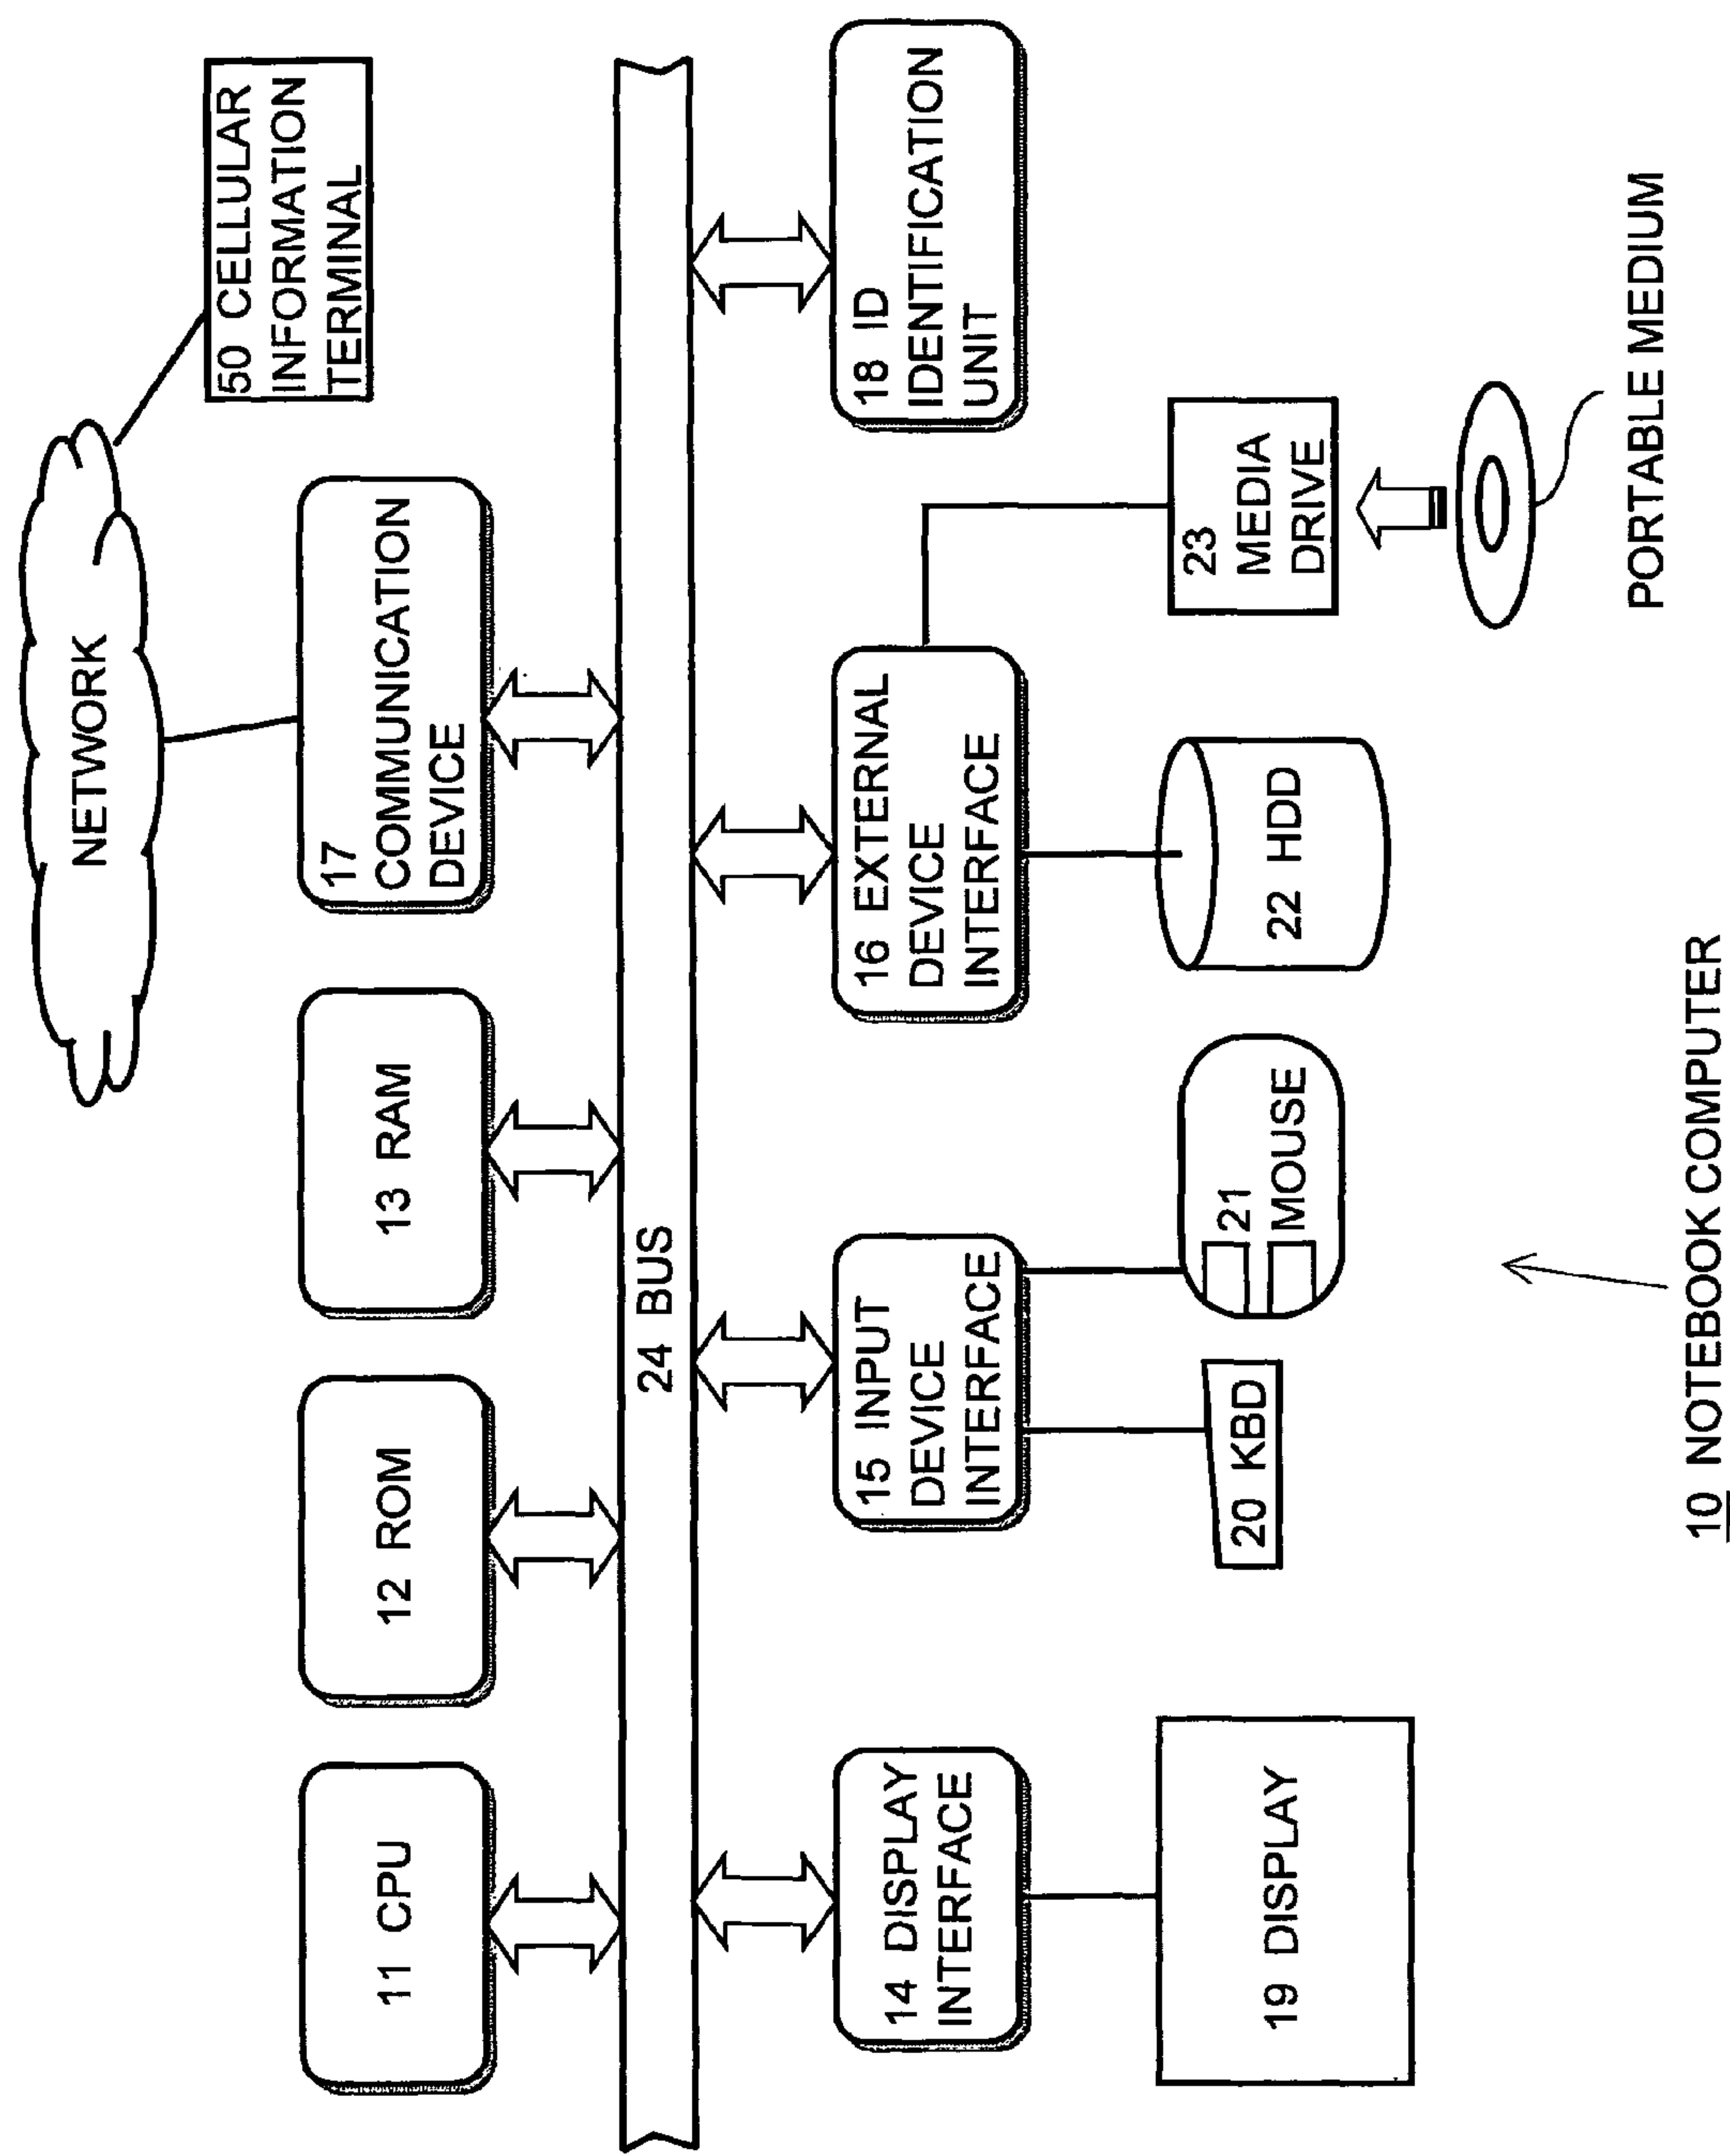 NETWORK
50 CELLULAR
INFORMATION
TERMINAL
11 CPU
12 ROM
13 RAM
17
COMMUNICATION
DEVICE
24 BUS
14 DISPLAY
INTERFACE
15 INPUT
DEVICE
INTERFACE
16 EXTERNAL
DEVICE
INTERFACE
18 ID
IDENTIFICATION
UNIT
19 DISPLAY
20 KBD
21
MOUSE
22 HDD
23
MEDIA
DRIVE
PORTABLE MEDIUM
10 NOTEBOOK COMPUTER